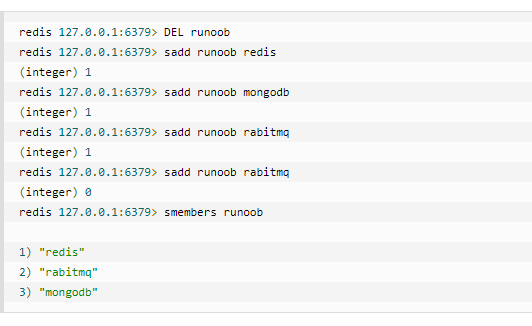 redis 127.0.0.1:6379> DEL runoob
redis 127.0.0.1:6379> sadd runoob redis
(integer) 1
redis 127.0.0.1:6379> sadd runoob mongodb
(integer) 1
redis 127.0.0.1:6379> sadd runoob rabitmq
(integer) 1
redis 127.0.0.1:6379> sadd runoob rabitmq
(integer) 0
redis 127.0.0.1:6379> smembers runoob
1) "redis"
2) "rabitmq"
3) "mongodb"